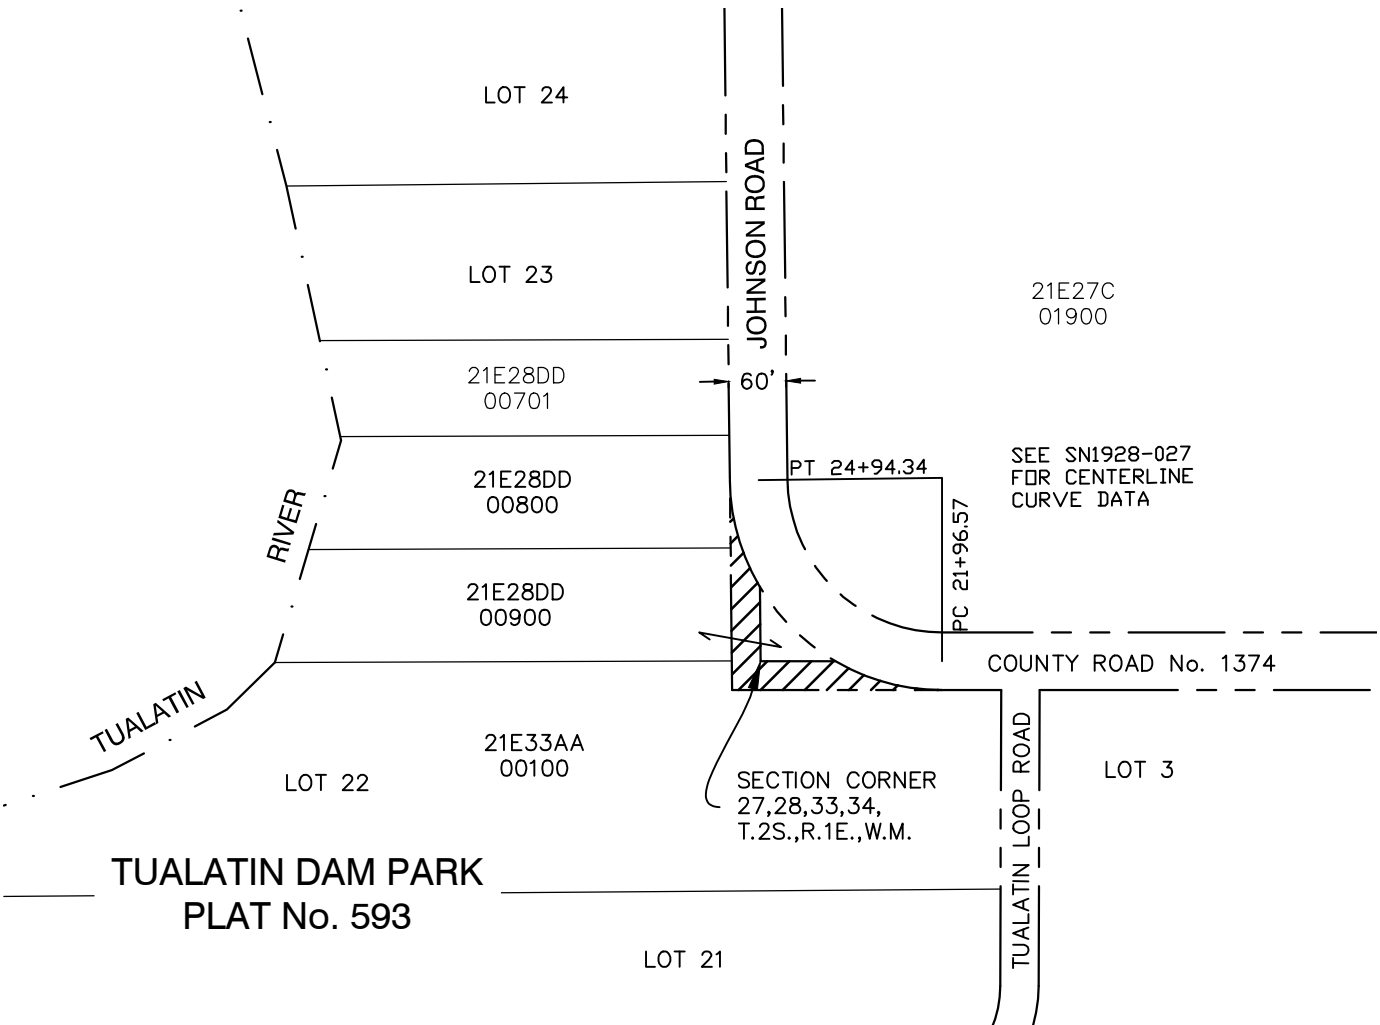 LOT 24
JOHNSON ROAD
LOT 23
21E27C
01900
21E28DD
00701
60'
SEE SN1928-027
FOR CENTERLINE
CURVE DATA
PT 24+94.34
PC 21+96.57
21E28DD
00800
RIVER
21E28DD
00900
COUNTY ROAD No. 1374
TUALATIN
21E33AA
00100
LOT 22
SECTION CORNER
27,28,33,34,
T.2S.,R.1E.,W.M.
TUALATIN LOOP ROAD
LOT 3
TUALATIN DAM PARK
PLAT No. 593
LOT 21